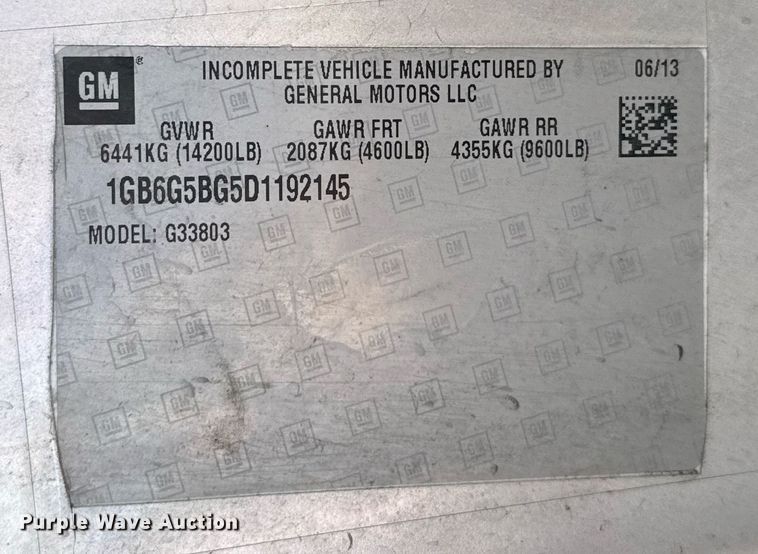 GM®
INCOMPLETE VEHICLE MANUFACTURED BY
GENERAL MOTORS LLC
06/13
GVWR GAWR FRT GAWR RR
6441KG (14200LB) 2087KG (4600LB) 4355KG (9600LB)
1GB6G5BG5D1192145
MODEL: G33803
Purple Wave Auction